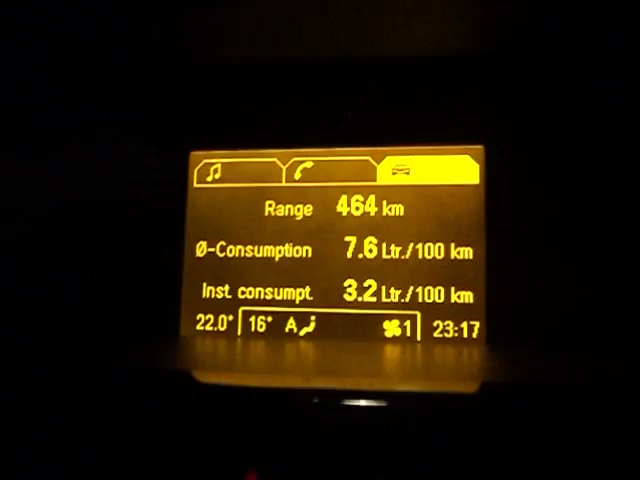 Range 464 km
Ø-Consumption 7.6 Ltr./100 km
Inst. consumpt. 3.2 Ltr./100 km
22.0° 16° A 1 23:17